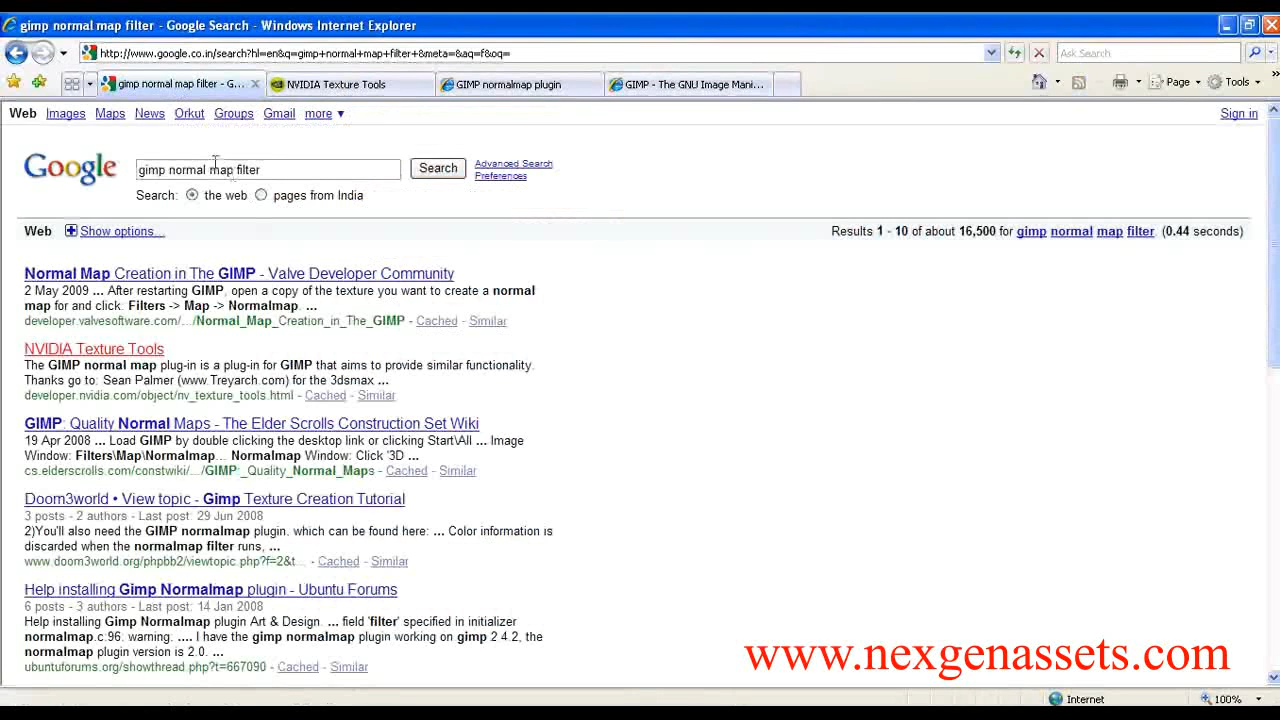 gimp normal map filter - Google Search - Windows Internet Explorer
http://www.google.co.in/search?hl=en&q=gimp+normal+map+filter+&meta=&aq=f&oq=
Ask Search
gimp normal map filter - G...
NVIDIA Texture Tools
GIMP normalmap plugin
GIMP - The GNU Image Mani...
Page
Tools
Web Images Maps News Orkut Groups Gmail more ▼
Sign in
Google
gimp normal map filter
Search
Advanced Search
Preferences
Search: the web pages from India
Web Show options...
Results 1 - 10 of about 16,500 for gimp normal map filter. (0.44 seconds)
Normal Map Creation in The GIMP - Valve Developer Community
2 May 2009 ... After restarting GIMP, open a copy of the texture you want to create a normal
map for and click: Filters -> Map -> Normalmap. ...
developer.valvesoftware.com/.../Normal_Map_Creation_in_The_GIMP - Cached - Similar
NVIDIA Texture Tools
The GIMP normal map plug-in is a plug-in for GIMP that aims to provide similar functionality.
Thanks go to: Sean Palmer (www.Treyarch.com) for the 3dsmax ...
developer.nvidia.com/object/nv_texture_tools.html - Cached - Similar
GIMP: Quality Normal Maps - The Elder Scrolls Construction Set Wiki
19 Apr 2008 ... Load GIMP by double clicking the desktop link or clicking Start\All ... Image
Window: Filters\Map\Normalmap... Normalmap Window: Click '3D ...
cs.elderscrolls.com/constwiki/.../GIMP:_Quality_Normal_Maps - Cached - Similar
Doom3world • View topic - Gimp Texture Creation Tutorial
3 posts - 2 authors - Last post: 29 Jun 2008
2)You'll also need the GIMP normalmap plugin. which can be found here: ... Color information is
discarded when the normalmap filter runs, ...
www.doom3world.org/phpbb2/viewtopic.php?f=2&t... - Cached - Similar
Help installing Gimp Normalmap plugin - Ubuntu Forums
6 posts - 3 authors - Last post: 14 Jan 2008
Help installing Gimp Normalmap plugin Art & Design. ... field 'filter' specified in initializer
normalmap.c:96. warning. .... I have the gimp normalmap plugin working on gimp 2 4 2, the
normalmap plugin version is 2.0. ...
ubuntuforums.org/showthread.php?t=667090 - Cached - Similar
www.nexgenassets.com
Internet
100%